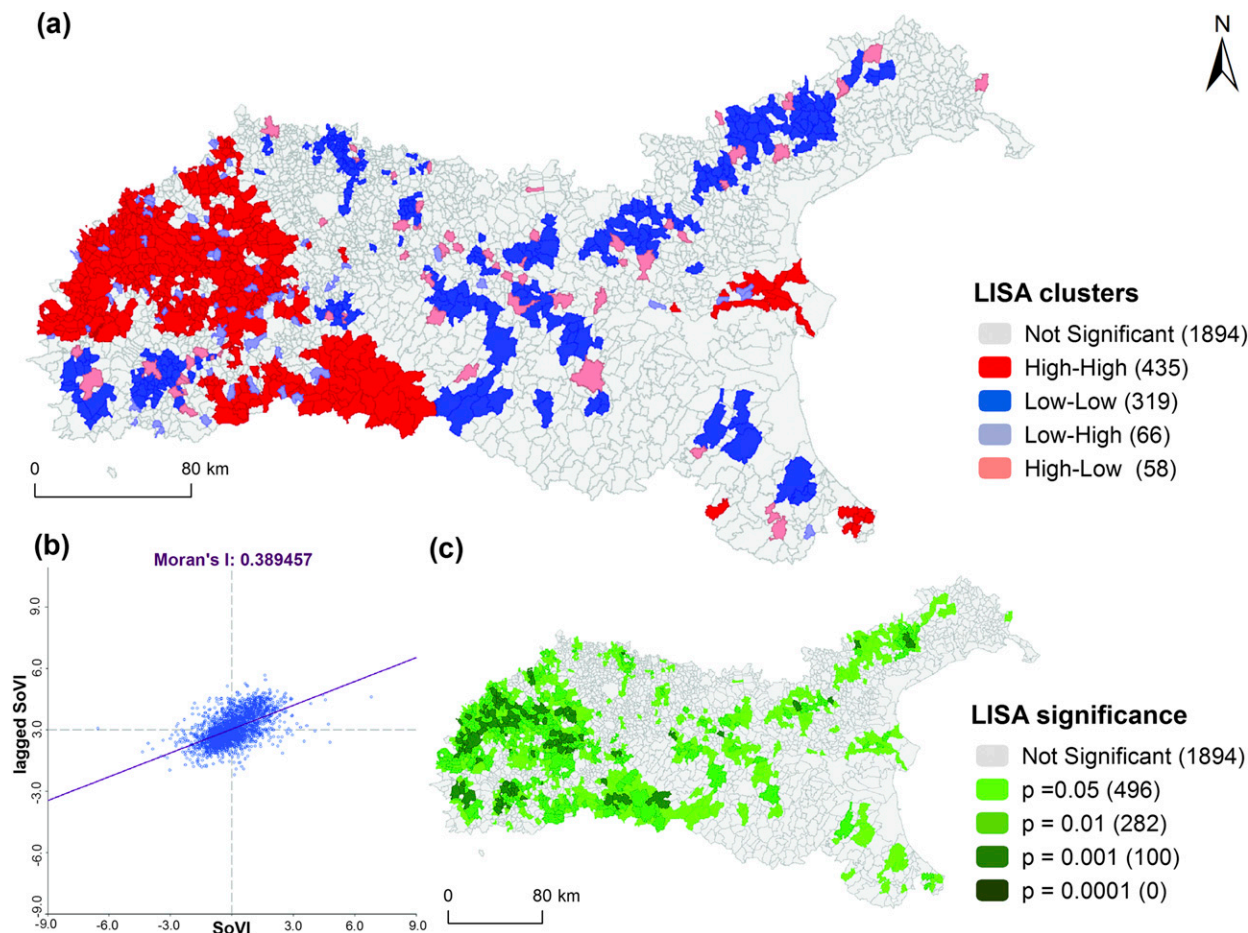 (a)
N
LISA clusters
Not Significant (1894)
High-High (435)
Low-Low (319)
Low-High (66)
High-Low (58)
0 80 km
(b)
Moran's I: 0.389457
lagged SoVI
9.0
6.0
3.0
-3.0
-6.0
-9.0
-9.0 -6.0 -3.0 0.0 3.0 6.0 9.0
SoVI
(c)
LISA significance
Not Significant (1894)
p =0.05 (496)
p = 0.01 (282)
p = 0.001 (100)
p = 0.0001 (0)
0 80 km